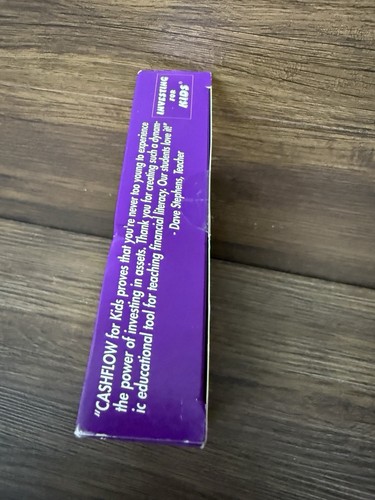 "CASHFLOW for Kids proves that you're never too young to experience
the power of investing in assets. Thank you for creating such a dynam-
ic educational tool for teaching financial literacy. Our students love it!"
- Dave Stephens, Teacher
INVESTING
FOR
KIDS®